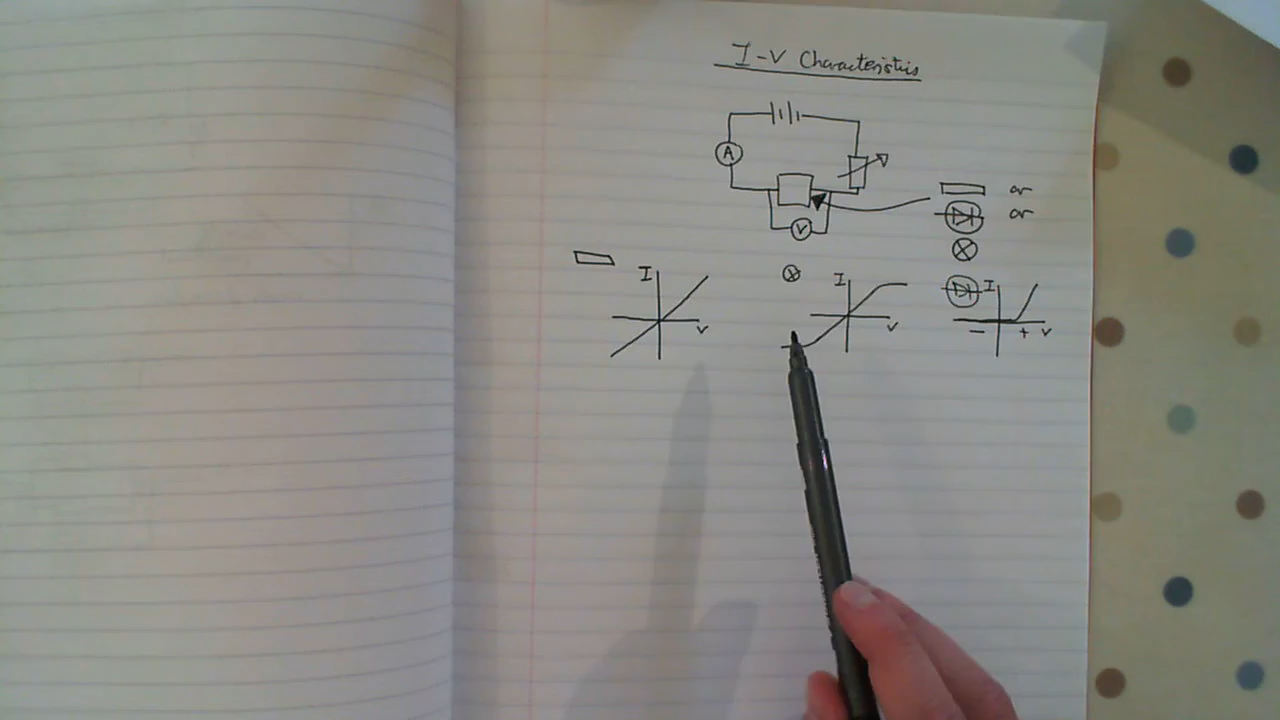 I-V Characteristics
A
or
V
or
I
V
I
V
I
- + V